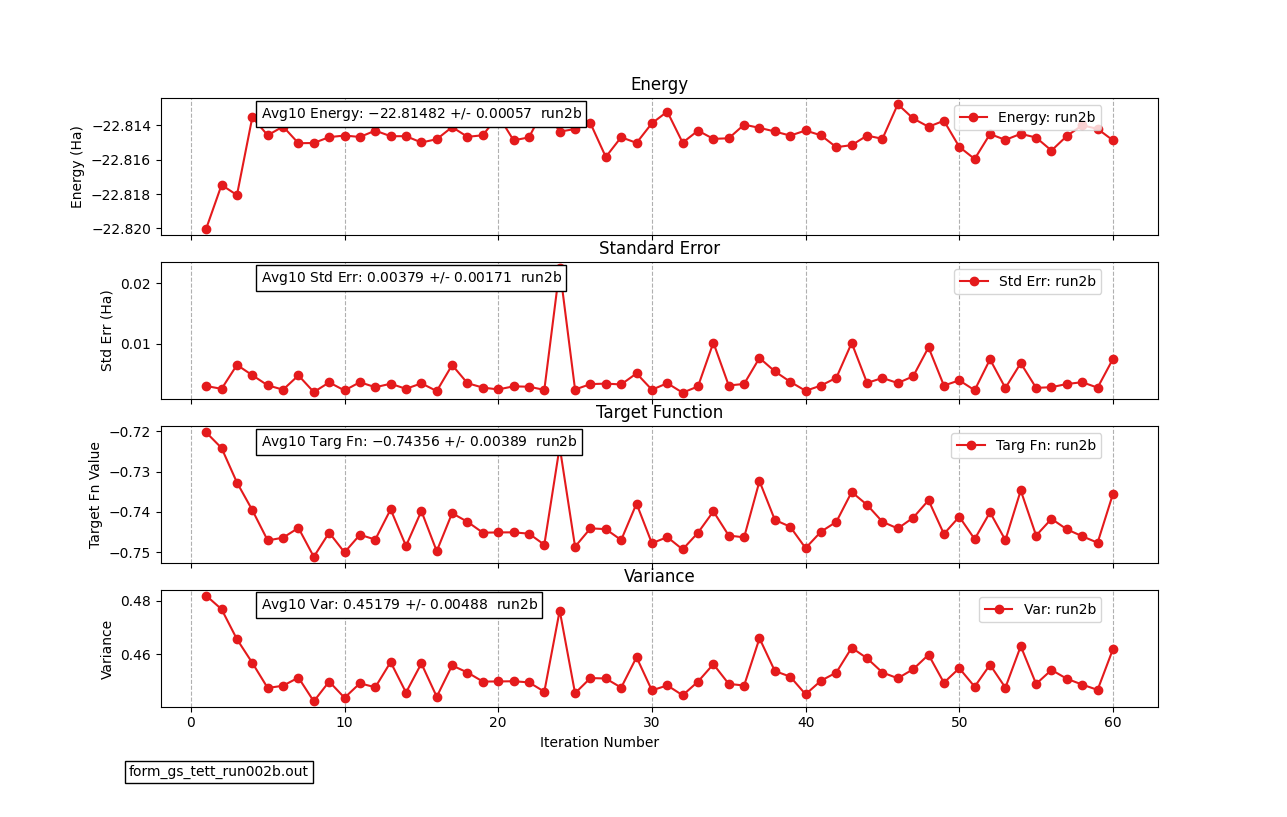 Energy
Avg10 Energy: −22.81482 +/- 0.00057  run2b
Energy: run2b
Energy (Ha)
−22.814
−22.816
−22.818
−22.820
Standard Error
Avg10 Std Err: 0.00379 +/- 0.00171  run2b
Std Err: run2b
Std Err (Ha)
0.02
0.01
Target Function
Avg10 Targ Fn: −0.74356 +/- 0.00389  run2b
Targ Fn: run2b
Target Fn Value
−0.72
−0.73
−0.74
−0.75
Variance
Avg10 Var: 0.45179 +/- 0.00488  run2b
Var: run2b
Variance
0.48
0.46
0 10 20 30 40 50 60
Iteration Number
form_gs_tett_run002b.out